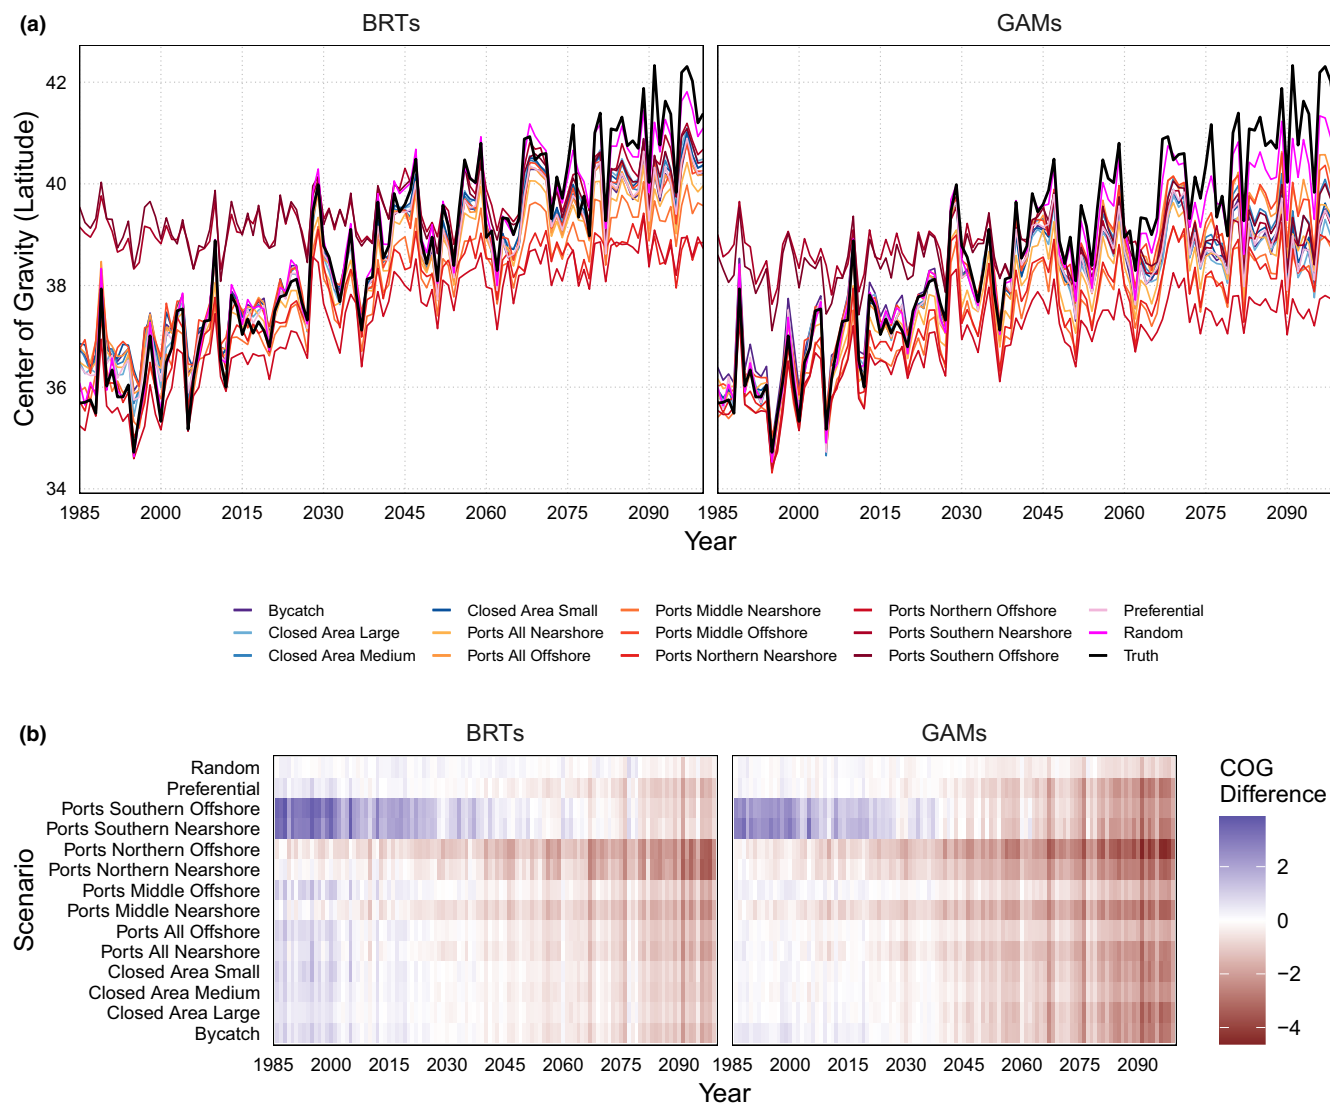 (a)
BRTs
GAMs
Center of Gravity (Latitude)
42
40
38
36
34
1985 2000 2015 2030 2045 2060 2075 2090
1985 2000 2015 2030 2045 2060 2075 2090
Year
Bycatch
Closed Area Large
Closed Area Medium
Closed Area Small
Ports All Nearshore
Ports All Offshore
Ports Middle Nearshore
Ports Middle Offshore
Ports Northern Nearshore
Ports Northern Offshore
Ports Southern Nearshore
Ports Southern Offshore
Preferential
Random
Truth
(b)
BRTs
GAMs
Scenario
Random
Preferential
Ports Southern Offshore
Ports Southern Nearshore
Ports Northern Offshore
Ports Northern Nearshore
Ports Middle Offshore
Ports Middle Nearshore
Ports All Offshore
Ports All Nearshore
Closed Area Small
Closed Area Medium
Closed Area Large
Bycatch
1985 2000 2015 2030 2045 2060 2075 2090
1985 2000 2015 2030 2045 2060 2075 2090
Year
COG
Difference
2
0
−2
−4